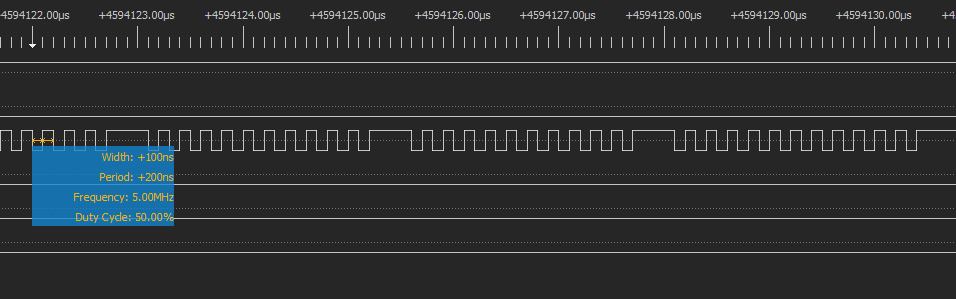 4594122.00µs +4594123.00µs +4594124.00µs +4594125.00µs +4594126.00µs +4594127.00µs +4594128.00µs +4594129.00µs +4594130.00µs +4
Width: +100ns
Period: +200ns
Frequency: 5.00MHz
Duty Cycle: 50.00%